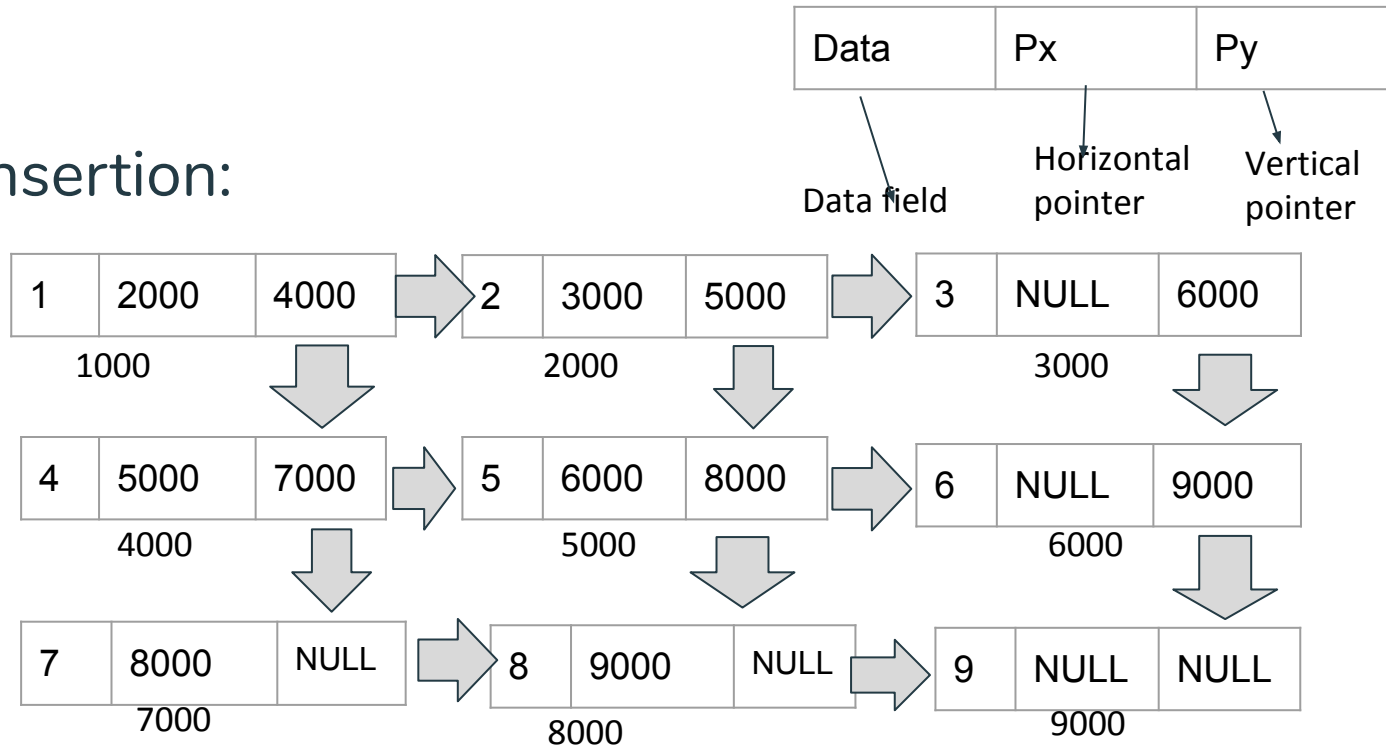 Data Px Py
nsertion:
Data field
Horizontal
pointer
Vertical
pointer
1 2000 4000 2 3000 5000 3 NULL 6000
1000 2000 3000
4 5000 7000 5 6000 8000 6 NULL 9000
4000 5000 6000
7 8000 NULL 8 9000 NULL 9 NULL NULL
7000 8000 9000